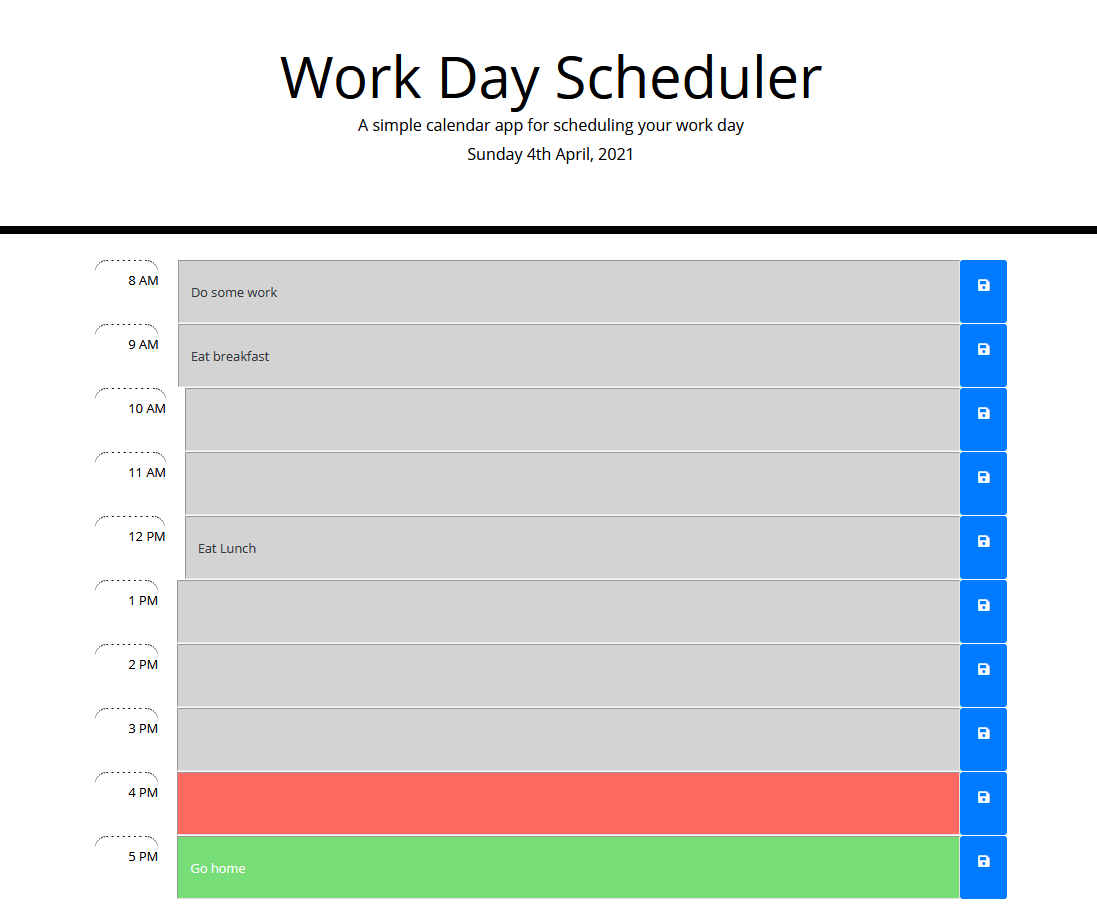 Work Day Scheduler
A simple calendar app for scheduling your work day
Sunday 4th April, 2021
8 AM Do some work
9 AM Eat breakfast
10 AM
11 AM
12 PM Eat Lunch
1 PM
2 PM
3 PM
4 PM
5 PM Go home